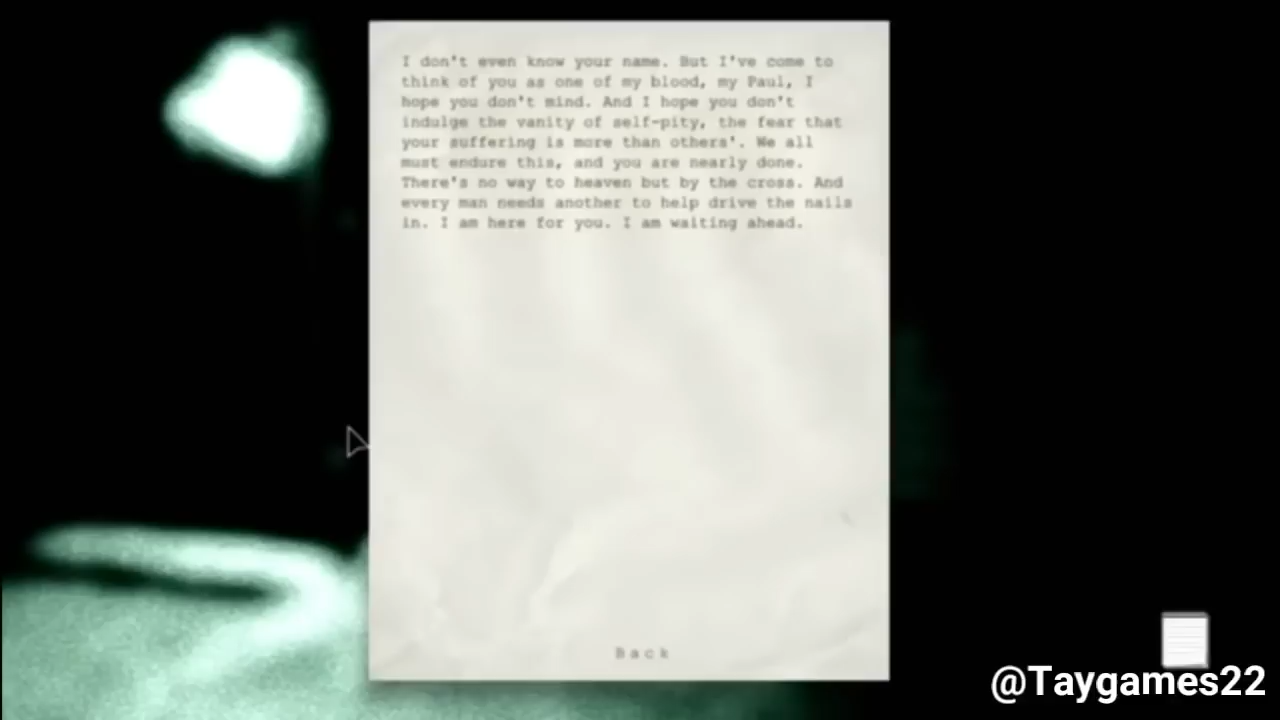 I don't even know your name. But I've come to
think of you as one of my blood, my Paul, I
hope you don't mind. And I hope you don't
indulge the vanity of self-pity, the fear that
your suffering is more than others'. We all
must endure this, and you are nearly done.
There's no way to heaven but by the cross. And
every man needs another to help drive the nails
in. I am here for you. I am waiting ahead.
Back
@Taygames22